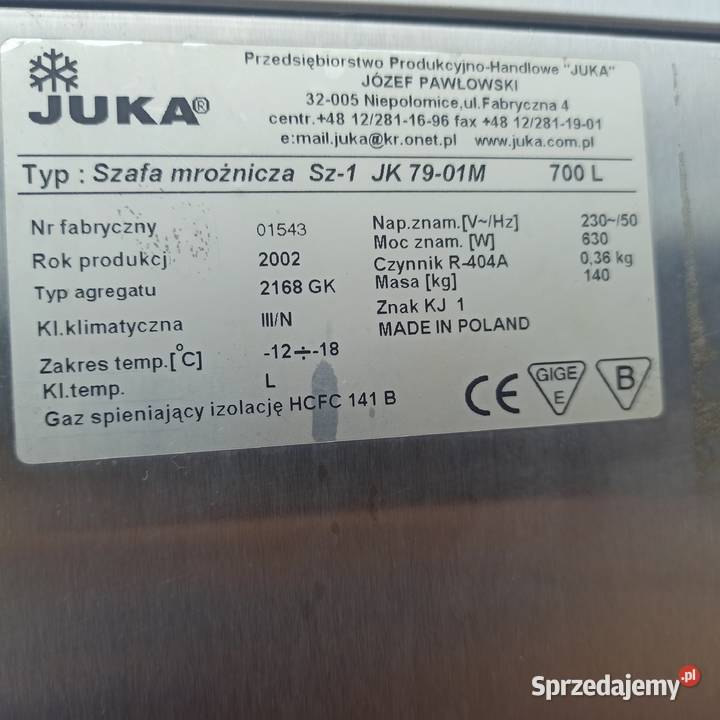 JUKA®
Przedsiębiorstwo Produkcyjno-Handlowe "JUKA"
JÓZEF PAWŁOWSKI
32-005 Niepołomice,ul.Fabryczna 4
centr.+48 12/281-16-96 fax +48 12/281-19-01
e:mail.juka@kr.onet.pl www.juka.com.pl
Typ : Szafa mroźnicza Sz-1 JK 79-01M 700 L
Nr fabryczny 01543
Rok produkcj 2002
Typ agregatu 2168 GK
Kl.klimatyczna III/N
Zakres temp.[°C] -12÷-18
Kl.temp. L
Gaz spieniający izolację HCFC 141 B
Nap.znam.[V~/Hz] 230~/50
Moc znam. [W] 630
Czynnik R-404A 0,36 kg
Masa [kg] 140
Znak KJ 1
MADE IN POLAND
CE
GIGE
E
B
Sprzedajemy.pl